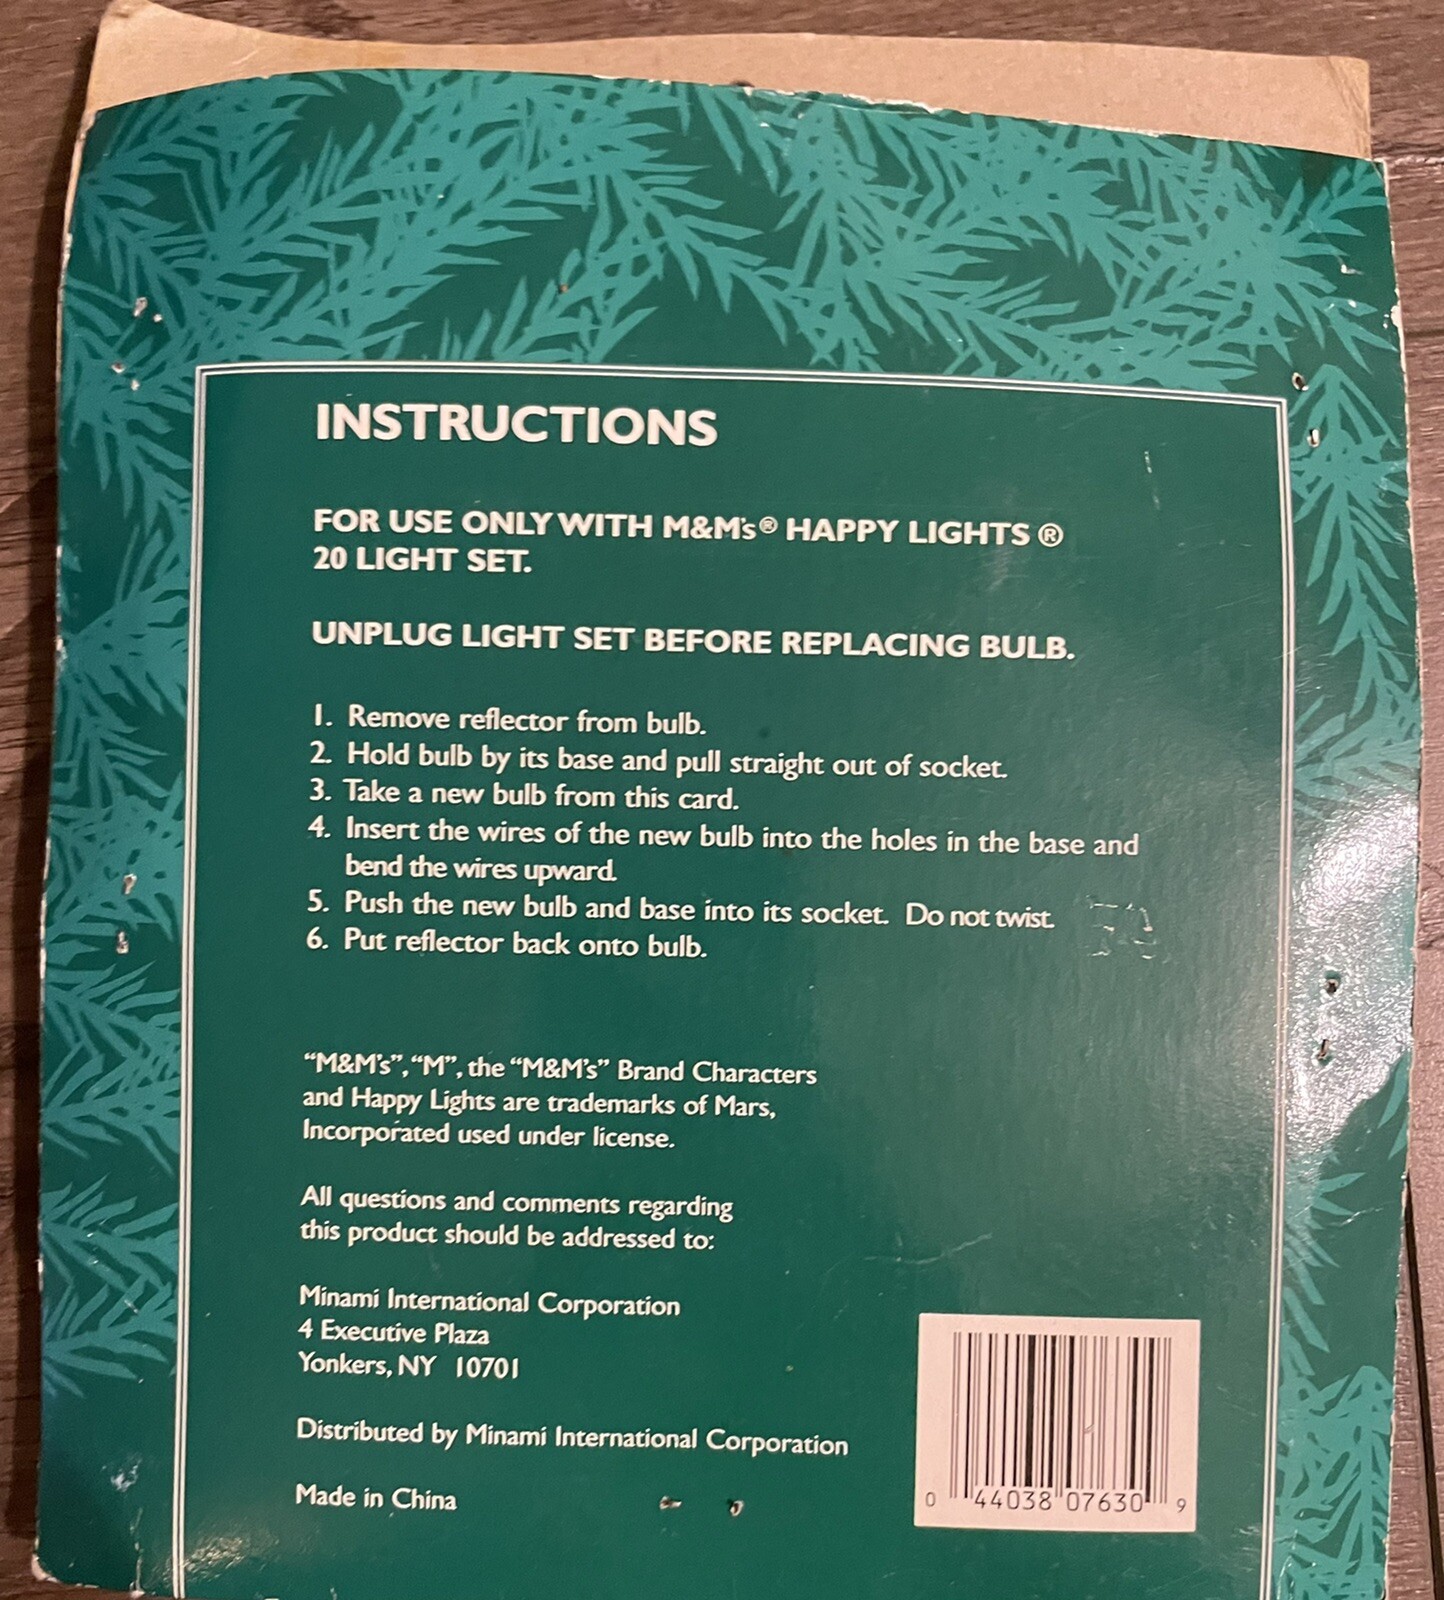 INSTRUCTIONS
FOR USE ONLY WITH M&M's® HAPPY LIGHTS ®
20 LIGHT SET.
UNPLUG LIGHT SET BEFORE REPLACING BULB.
1. Remove reflector from bulb.
2. Hold bulb by its base and pull straight out of socket.
3. Take a new bulb from this card.
4. Insert the wires of the new bulb into the holes in the base and
bend the wires upward.
5. Push the new bulb and base into its socket. Do not twist.
6. Put reflector back onto bulb.
“M&M's”, “M”, the “M&M's” Brand Characters
and Happy Lights are trademarks of Mars,
Incorporated used under license.
All questions and comments regarding
this product should be addressed to:
Minami International Corporation
4 Executive Plaza
Yonkers, NY 10701
Distributed by Minami International Corporation
Made in China
0 44038 07630 9